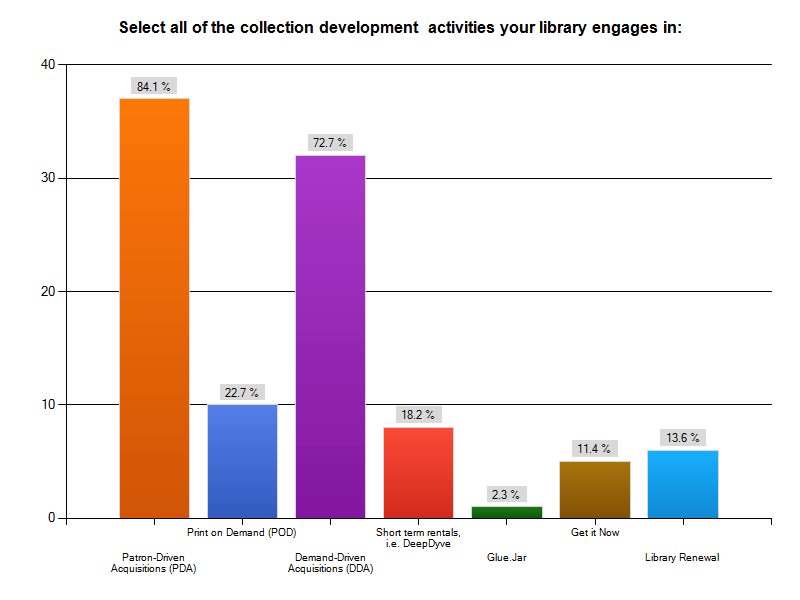 Select all of the collection development  activities your library engages in:
40
30
20
10
0
84.1 %
22.7 %
72.7 %
18.2 %
2.3 %
11.4 %
13.6 %
Patron-Driven
Acquisitions (PDA)
Print on Demand (POD)
Demand-Driven
Acquisitions (DDA)
Short term rentals,
i.e. DeepDyve
Glue.Jar
Get it Now
Library Renewal